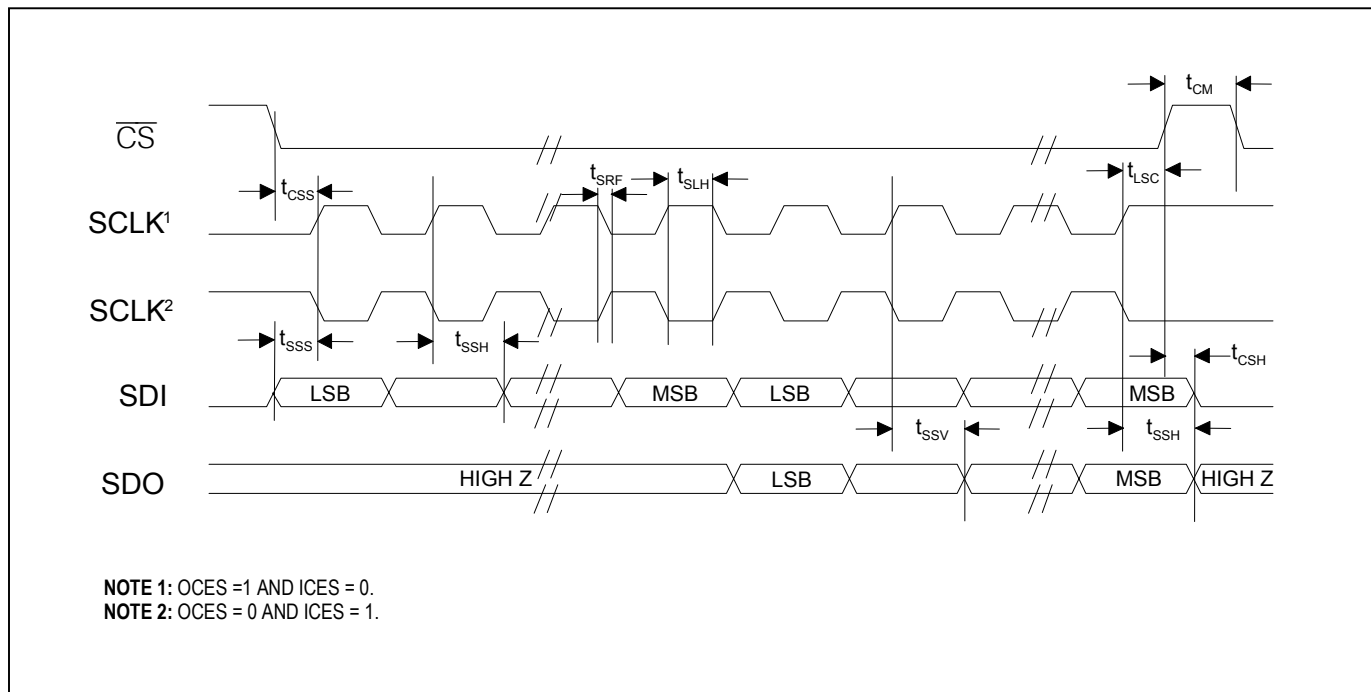 t_CM
C̅S̅
t_CSS
t_SRF
t_SLH
t_LSC
SCLK¹
SCLK²
t_SSS
t_SSH
t_CSH
SDI
LSB
MSB
LSB
MSB
t_SSV
t_SSH
SDO
HIGH Z
LSB
MSB
HIGH Z
NOTE 1: OCES =1 AND ICES = 0.
NOTE 2: OCES = 0 AND ICES = 1.